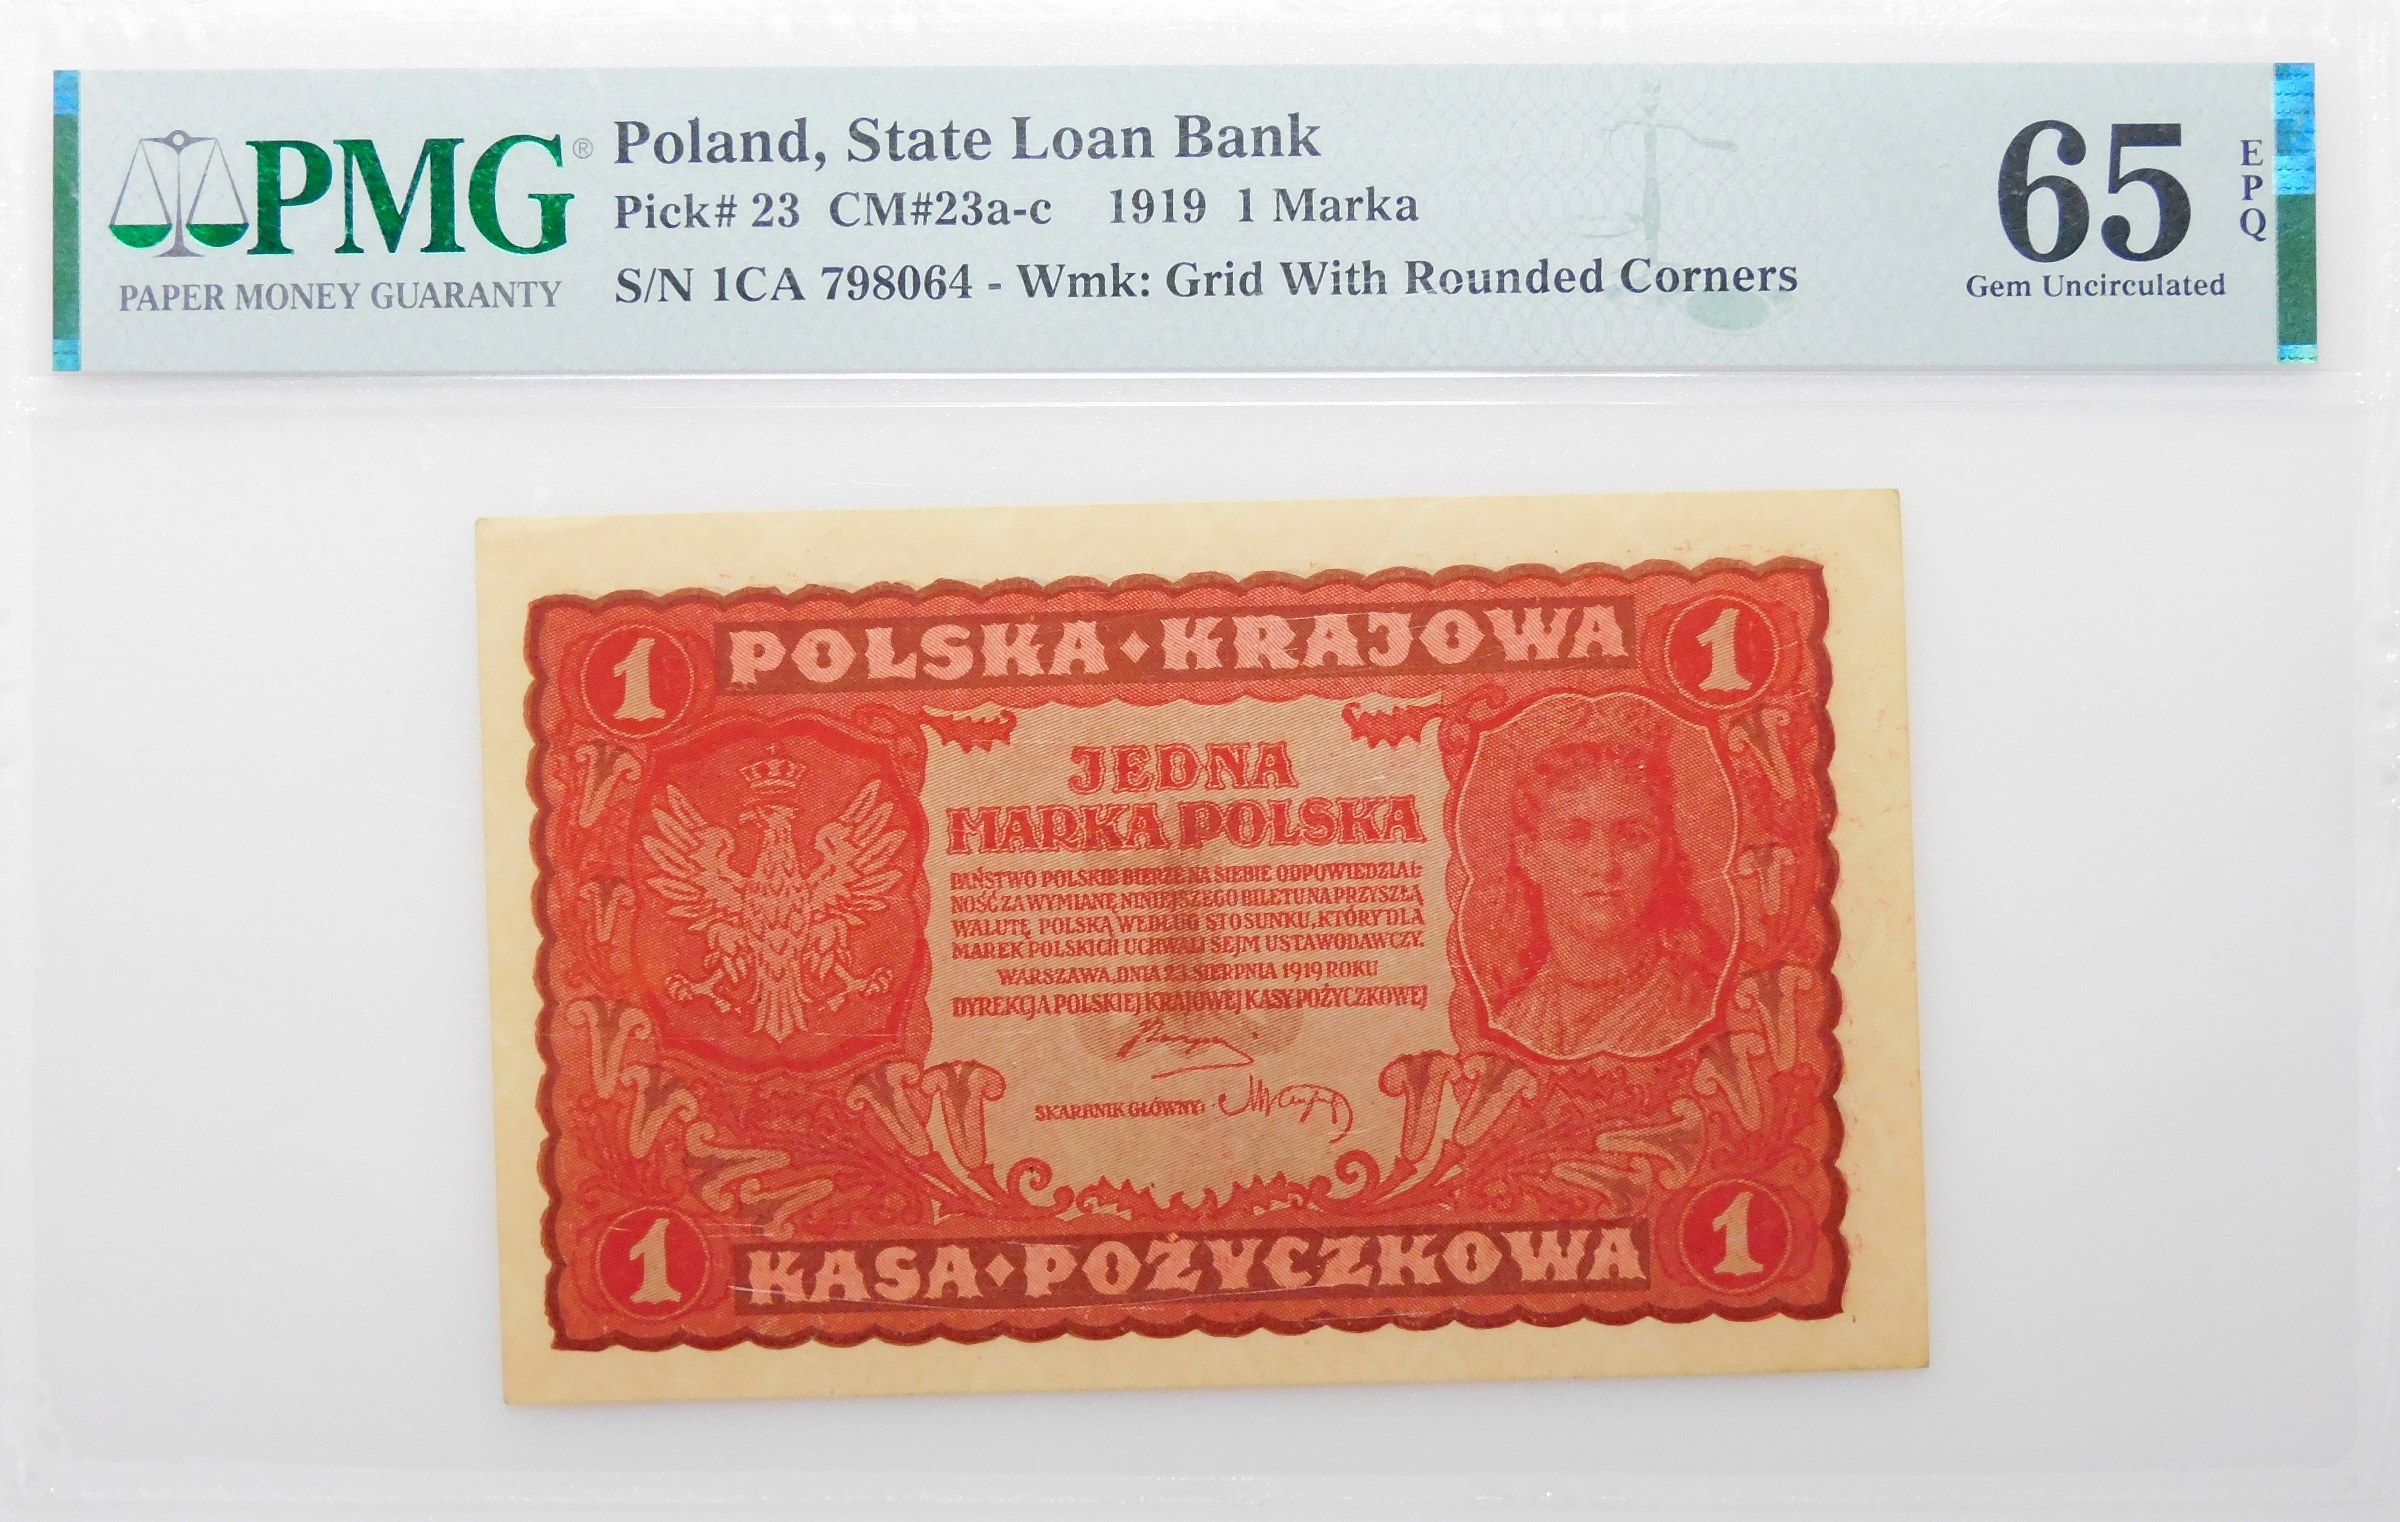 PMG®
PAPER MONEY GUARANTY
Poland, State Loan Bank
Pick# 23 CM#23a-c 1919 1 Marka
S/N 1CA 798064 - Wmk: Grid With Rounded Corners
65
EPQ
Gem Uncirculated
1 POLSKA·KRAJOWA 1
JEDNA
MARKA POLSKA
PAŃSTWO POLSKIE BIERZE NA SIEBIE ODPOWIEDZIAL-
NOŚĆ ZA WYMIANĘ NINIEJSZEGO BILETU NA PRZYSZŁĄ
WALUTĘ POLSKĄ WEDŁUG STOSUNKU, KTÓRY DLA
MAREK POLSKICH UCHWALI SEJM USTAWODAWCZY.
WARSZAWA, DNIA 23 SIERPNIA 1919 ROKU
DYREKCJA POLSKIEJ KRAJOWEJ KASY POŻYCZKOWEJ
SKARBNIK GŁÓWNY:
1 KASA·POŻYCZKOWA 1